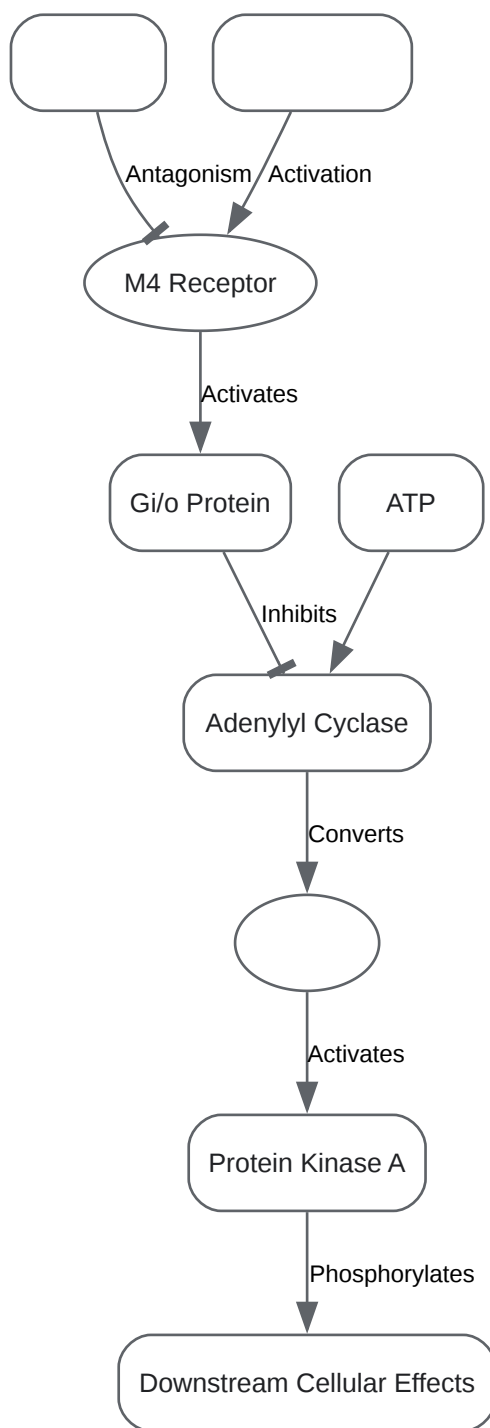 Antagonism
Activation
M4 Receptor
Activates
Gi/o Protein
ATP
Inhibits
Adenylyl Cyclase
Converts
Activates
Protein Kinase A
Phosphorylates
Downstream Cellular Effects